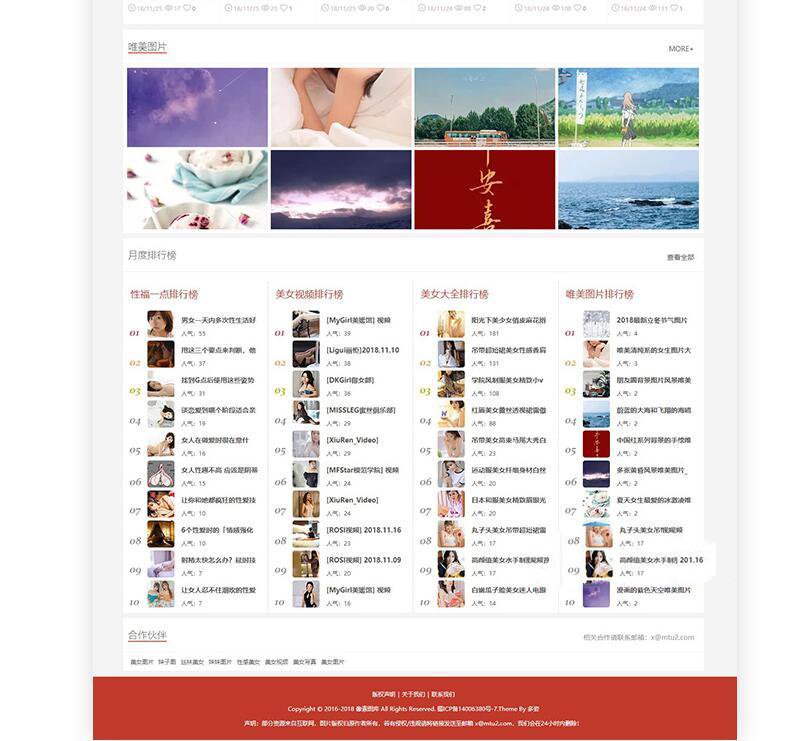 18/11/25 17 0 18/11/25 23 1 18/11/25 20 0 18/11/24 88 2 18/11/24 108 0 18/11/24 131 1
唯美图片 MORE+
安
喜
月度排行榜 查看全部
性福一点排行榜
01 男女一天内多次性生活好
人气：55
02 用这三个要点来判断，他
人气：37
03 找到G点后使用这些姿势
人气：31
04 谈恋爱到哪个阶段适合亲
人气：19
05 女人在做爱时很在意什
人气：16
06 女人性趣不高 应该是阴蒂
人气：15
07 让你和她都疯狂的性爱技
人气：10
08 6个性爱时的「情感强化
人气：10
09 射精太快怎么办？延时技
人气：7
10 让女人忍不住潮吹的性爱
人气：7
美女视频排行榜
01 [MyGirl美媛馆] 视频
人气：39
02 [Ligui丽柜]2018.11.10
人气：38
03 [DKGirl御女郎]
人气：36
04 [MISSLEG蜜丝俱乐部]
人气：29
05 [XiuRen_Video]
人气：29
06 [MFStar模范学院] 视频
人气：24
07 [XiuRen_Video]
人气：24
08 [ROSI视频] 2018.11.16
人气：23
09 [ROSI视频] 2018.11.09
人气：20
10 [MyGirl美媛馆] 视频
人气：16
美女大全排行榜
01 阳光下美少女俏皮麻花辫
人气：181
02 吊带超短裙美女性感香肩
人气：131
03 学院风制服美女精致小v
人气：108
04 红唇美女蕾丝透视裙雷傲
人气：88
05 吊带美女高束马尾大秀白
人气：23
06 运动服美女纤细身材白丝
人气：20
07 日本和服美女精致眉眼光
人气：20
08 丸子头美女吊带超短裙雷
人气：17
09 高颜值美女水手制服
人气：17
10 白嫩瓜子脸美女迷人电眼
人气：14
唯美图片排行榜
01 2018最新立冬节气图片
人气：4
02 唯美清纯系的女生图片大
人气：3
03 朋友圈背景图片风景唯美
人气：2
04 蔚蓝的大海和飞翔的海鸥
人气：2
05 中国红系列背景的手绘唯
人气：2
06 多张黄昏风景唯美图片_
人气：2
07 夏天女生最爱的冰激凌唯
人气：2
08 丸子头美女吊带
人气：17
09 高颜值美女水手制服 201.16
人气：17
10 漫画的紫色天空唯美图片
人气：2
合作伙伴 相关合作请联系邮箱：x@mtu2.com
美女图片 妹子图 丝袜美女 妹妹图片 性感美女 美女视频 美女写真 美女图片
版权声明 | 关于我们 | 联系我们
Copyright © 2016-2018 All Rights Reserved. 蜀ICP备14006380号-7.Theme By 多姿
声明：部分资源来自互联网，图片版权归原作者所有，若有侵权/违规请将链接发送至邮箱 x@mtu2.com，我们会在24小时内删除！